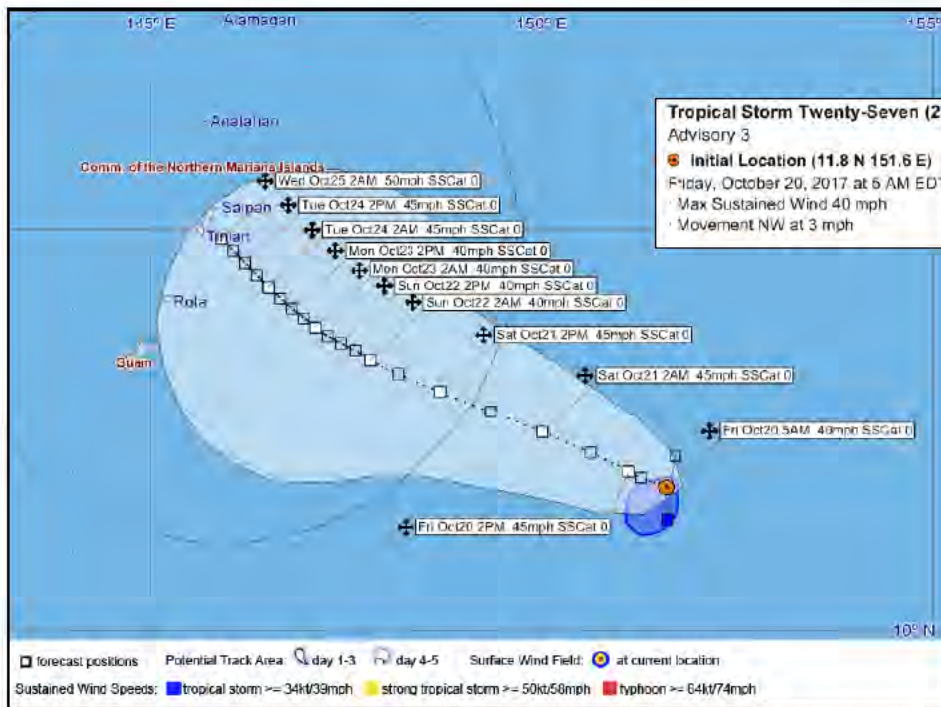 Alamagan
145° E
150° E
155°
Tropical Storm Twenty-Seven (2
Advisory 3
Initial Location (11.8 N 151.6 E)
Friday, October 20, 2017 at 5 AM EDT
Max Sustained Wind 40 mph
Movement NW at 3 mph
Anatahan
Comm. of the Northern Mariana Islands
Wed Oct25 2AM 50mph SSCat 0
Saipan
Tue Oct24 2PM 45mph SSCat 0
Tinian
Tue Oct24 2AM 45mph SSCat 0
Mon Oct23 2PM 40mph SSCat 0
Mon Oct23 2AM 40mph SSCat 0
Sun Oct22 2PM 40mph SSCat 0
Rota
Sun Oct22 2AM 40mph SSCat 0
Sat Oct21 2PM 45mph SSCat 0
Guam
Sat Oct21 2AM 45mph SSCat 0
Fri Oct20 5AM 40mph SSCat 0
Fri Oct20 2PM 45mph SSCat 0
10° N
forecast positions Potential Track Area: day 1-3 day 4-5 Surface Wind Field: at current location
Sustained Wind Speeds: tropical storm >= 34kt/39mph strong tropical storm >= 50kt/58mph typhoon >= 64kt/74mph